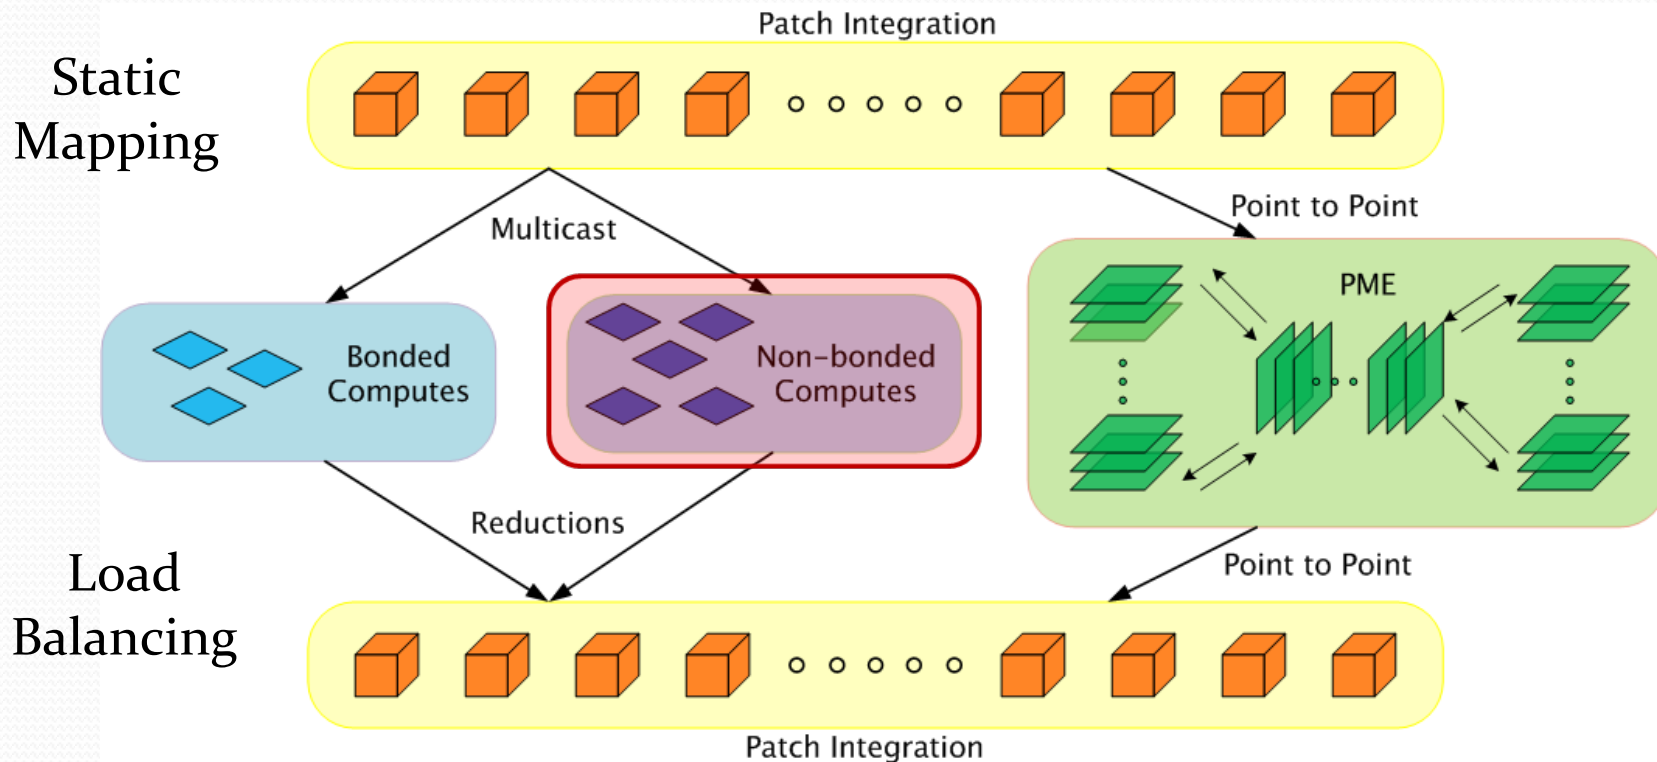 Patch Integration
Static
Mapping
Multicast
Point to Point
PME
Bonded
Computes
Non-bonded
Computes
Reductions
Point to Point
Load
Balancing
Patch Integration